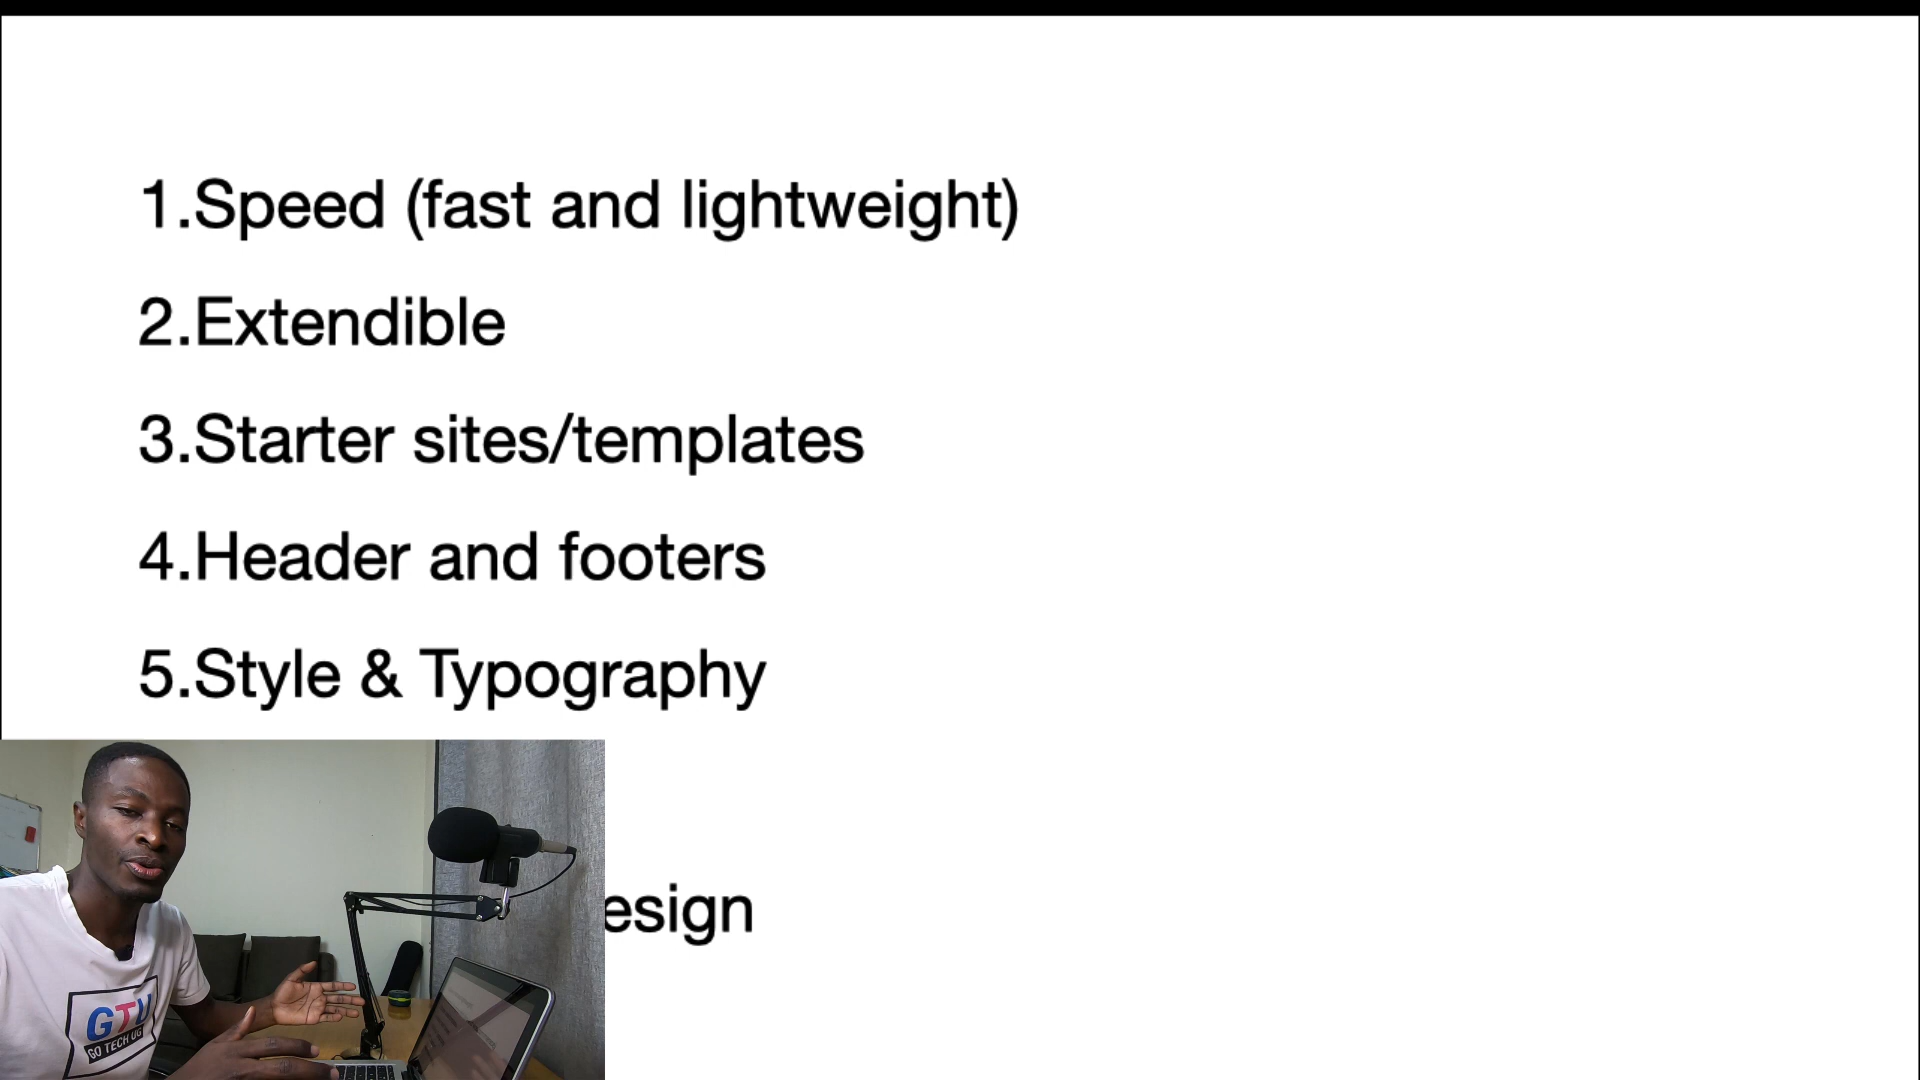 1.Speed (fast and lightweight)
2.Extendible
3.Starter sites/templates
4.Header and footers
5.Style & Typography
esign
GTU
GO TECH UG